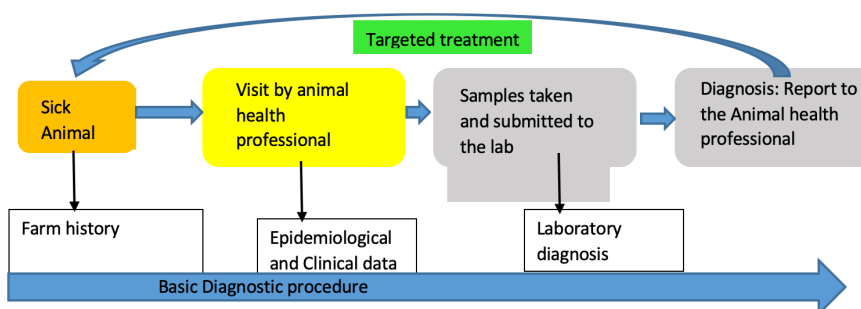 Targeted treatment
Sick
Animal
Visit by animal
health
professional
Samples taken
and submitted to
the lab
Diagnosis: Report to
the Animal health
professional
Farm history
Epidemiological
and Clinical data
Laboratory
diagnosis
Basic Diagnostic procedure